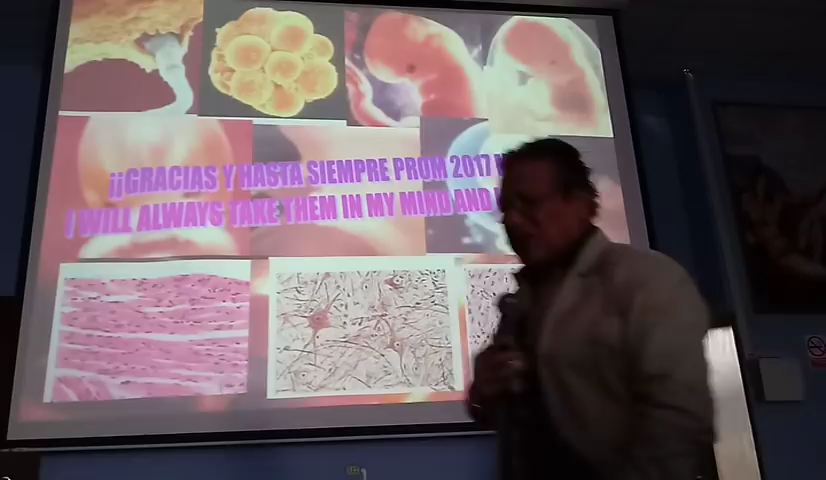 ¡¡GRACIAS Y HASTA SIEMPRE PROM 2017
I WILL ALWAYS TAKE THEM IN MY MIND AND